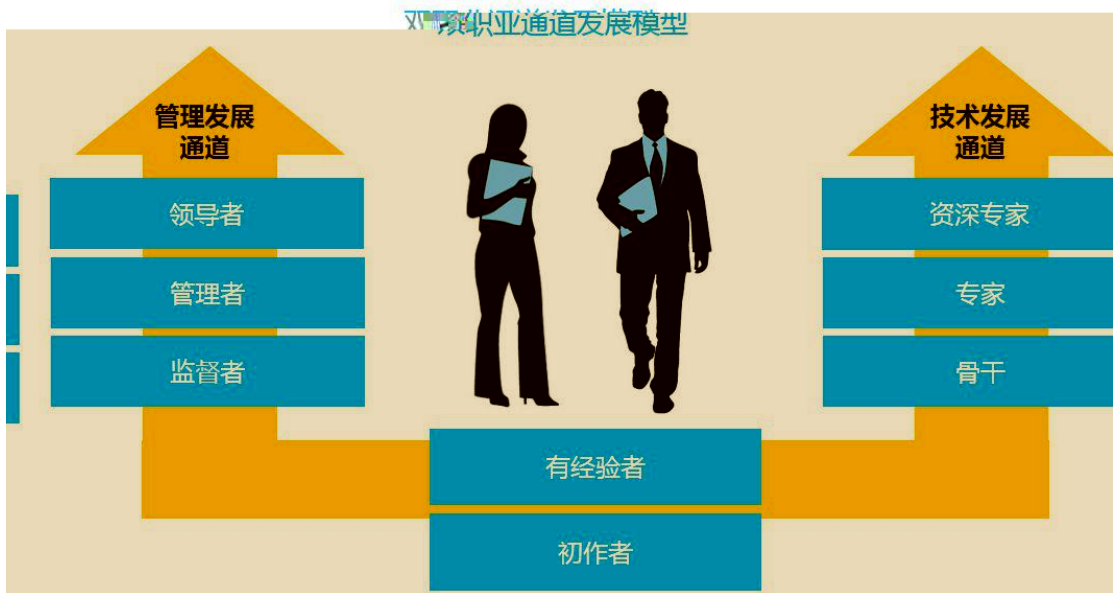 职业通道发展模型
管理发展
通道
技术发展
通道
领导者
资深专家
管理者
专家
监督者
骨干
有经验者
初作者